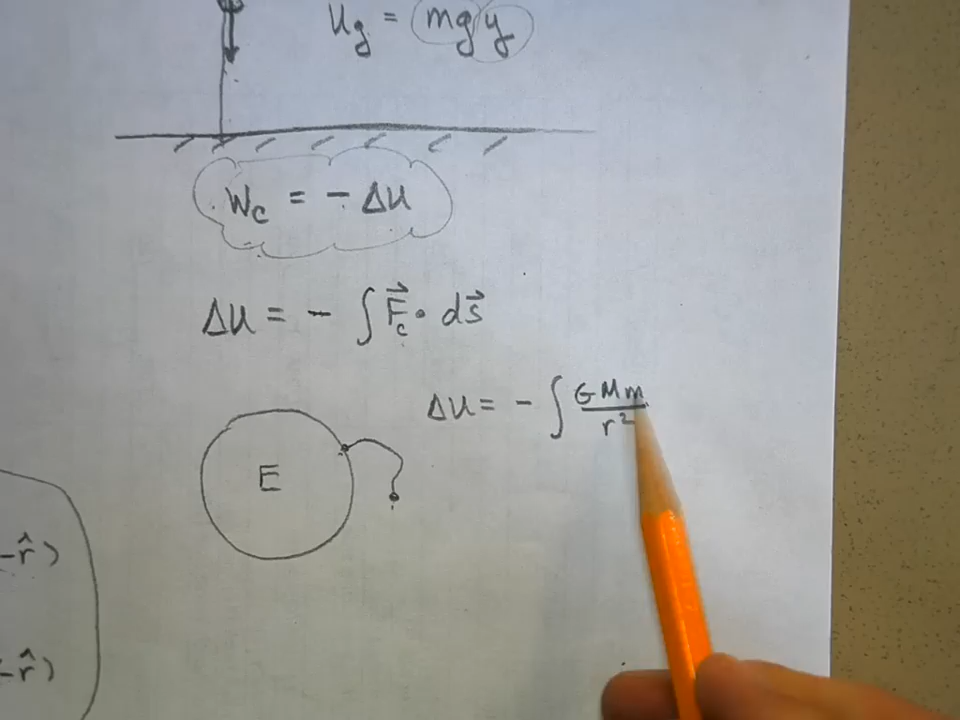 U_g = mgy
W_c = - ΔU
ΔU = - ∫ F⃗_c · ds⃗
ΔU = - ∫ GMm/r²
E
-r̂)
-r̂)